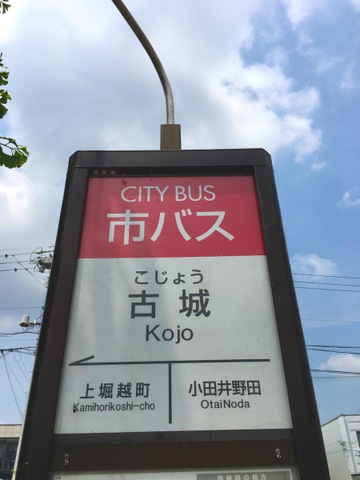 CITY BUS
市バス
こじょう
古城
Kojo
上堀越町
Kamihorikoshi-cho
小田井野田
OtaiNoda